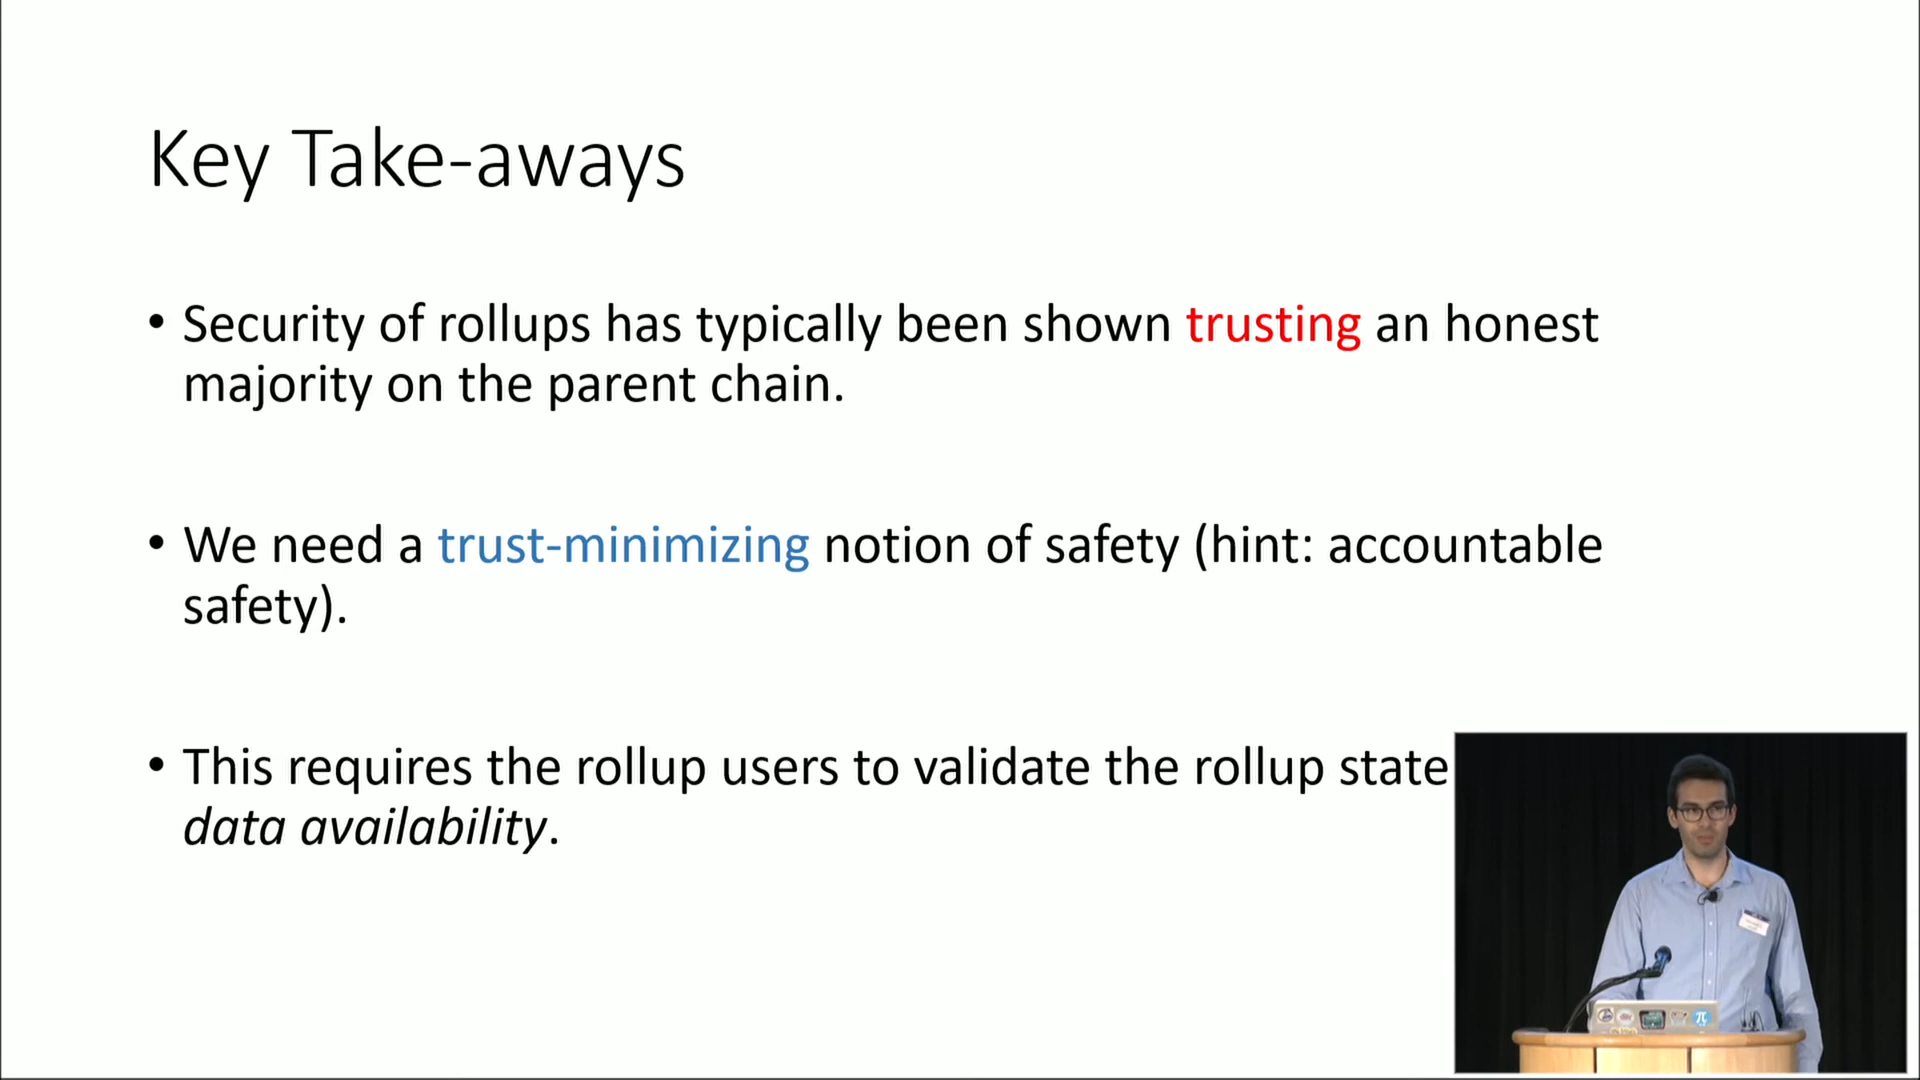 Key Take-aways
• Security of rollups has typically been shown trusting an honest
majority on the parent chain.
• We need a trust-minimizing notion of safety (hint: accountable
safety).
• This requires the rollup users to validate the rollup state
data availability.
π